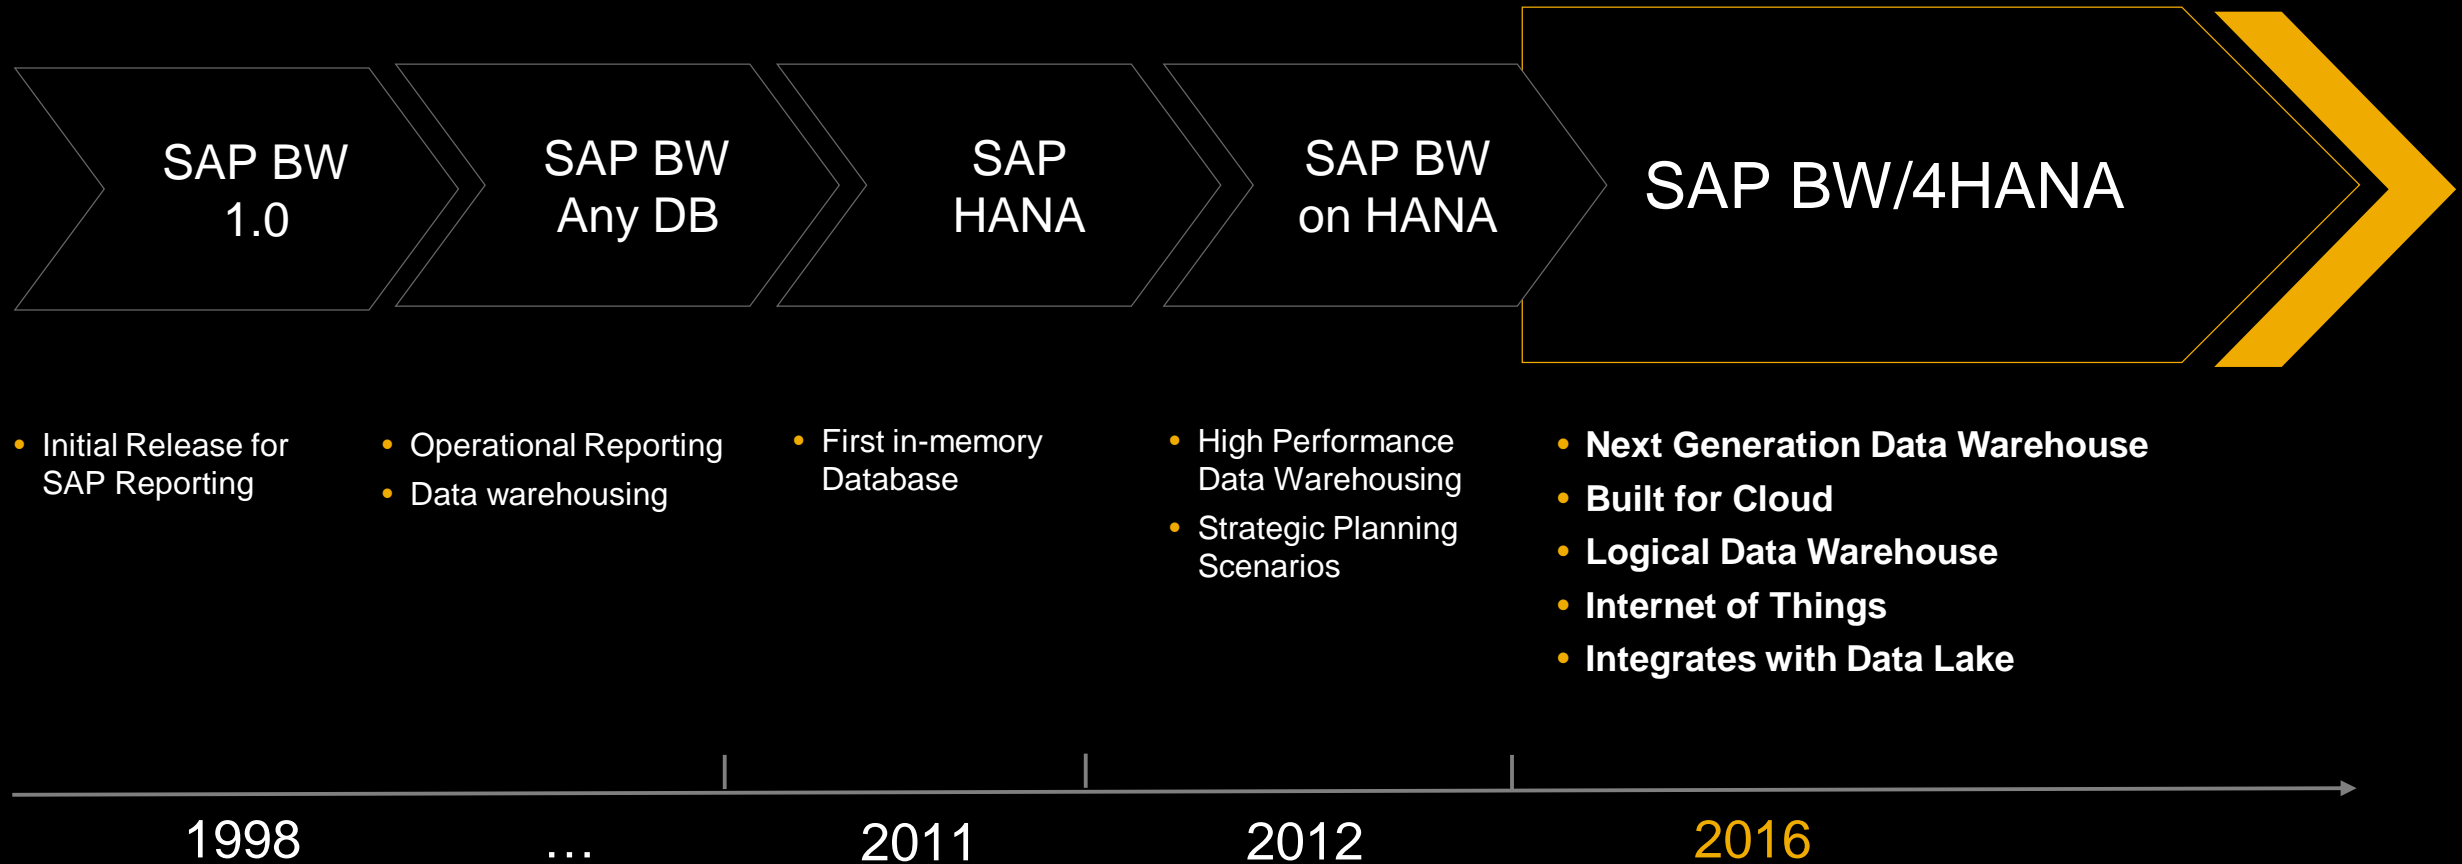 SAP BW
1.0
SAP BW
Any DB
SAP
HANA
SAP BW
on HANA
SAP BW/4HANA
• Initial Release for
SAP Reporting
• Operational Reporting
• Data warehousing
• First in-memory
Database
• High Performance
Data Warehousing
• Strategic Planning
Scenarios
• Next Generation Data Warehouse
• Built for Cloud
• Logical Data Warehouse
• Internet of Things
• Integrates with Data Lake
1998
…
2011
2012
2016